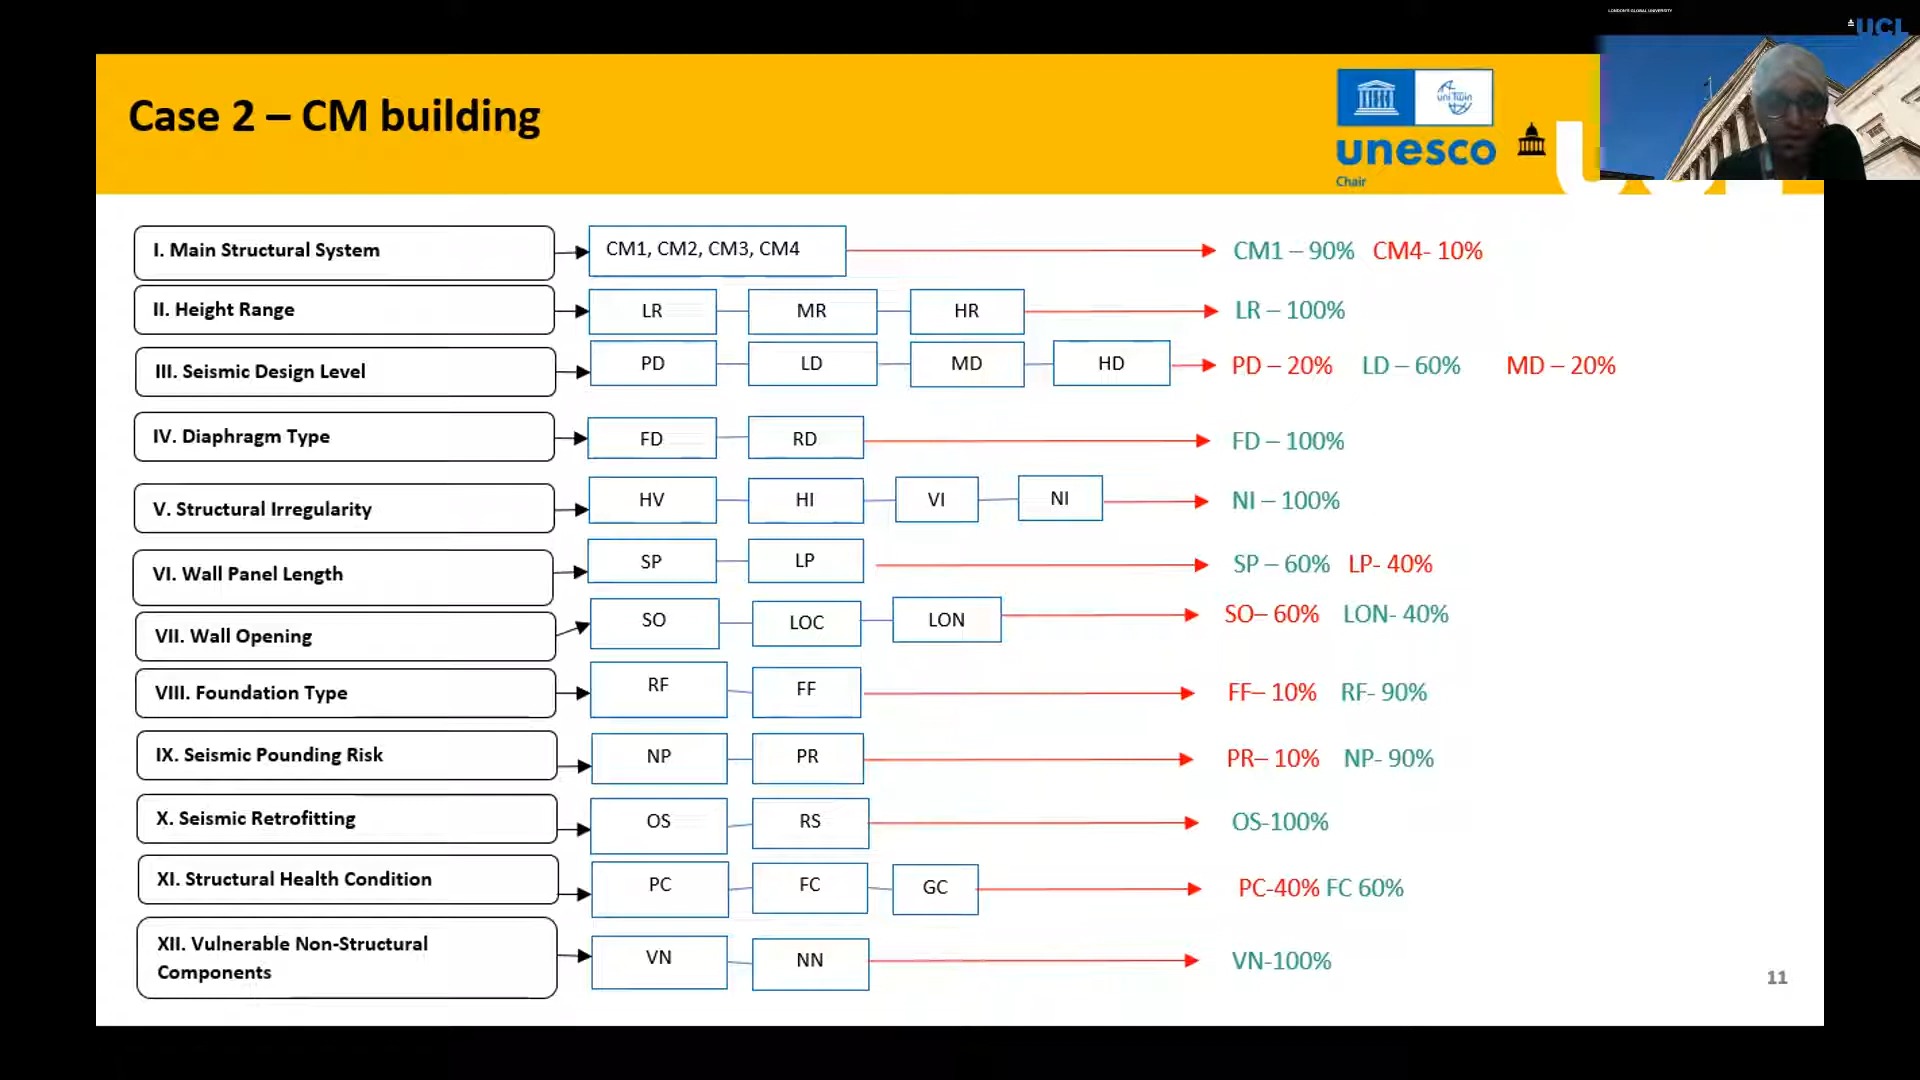 LONDON'S GLOBAL UNIVERSITY
UCL
Case 2 – CM building
uni Twin
unesco
Chair
I. Main Structural System CM1, CM2, CM3, CM4 CM1 – 90% CM4- 10%
II. Height Range LR MR HR LR – 100%
III. Seismic Design Level PD LD MD HD PD – 20% LD – 60% MD – 20%
IV. Diaphragm Type FD RD FD – 100%
V. Structural Irregularity HV HI VI NI NI – 100%
VI. Wall Panel Length SP LP SP – 60% LP- 40%
VII. Wall Opening SO LOC LON SO– 60% LON- 40%
VIII. Foundation Type RF FF FF– 10% RF- 90%
IX. Seismic Pounding Risk NP PR PR– 10% NP- 90%
X. Seismic Retrofitting OS RS OS-100%
XI. Structural Health Condition PC FC GC PC-40% FC 60%
XII. Vulnerable Non-Structural
Components VN NN VN-100%
11